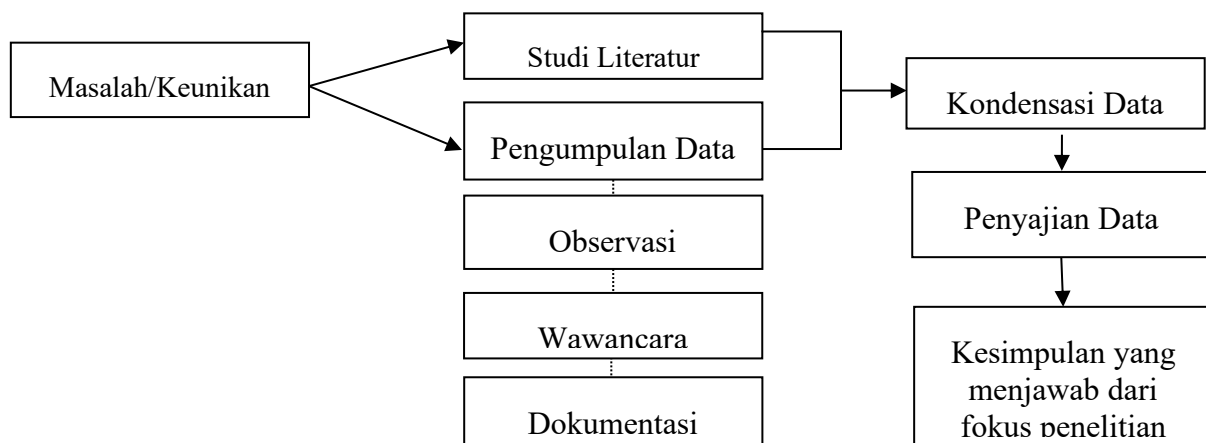 Masalah/Keunikan
Studi Literatur
Pengumpulan Data
Observasi
Wawancara
Dokumentasi
Kondensasi Data
Penyajian Data
Kesimpulan yang
menjawab dari
fokus penelitian